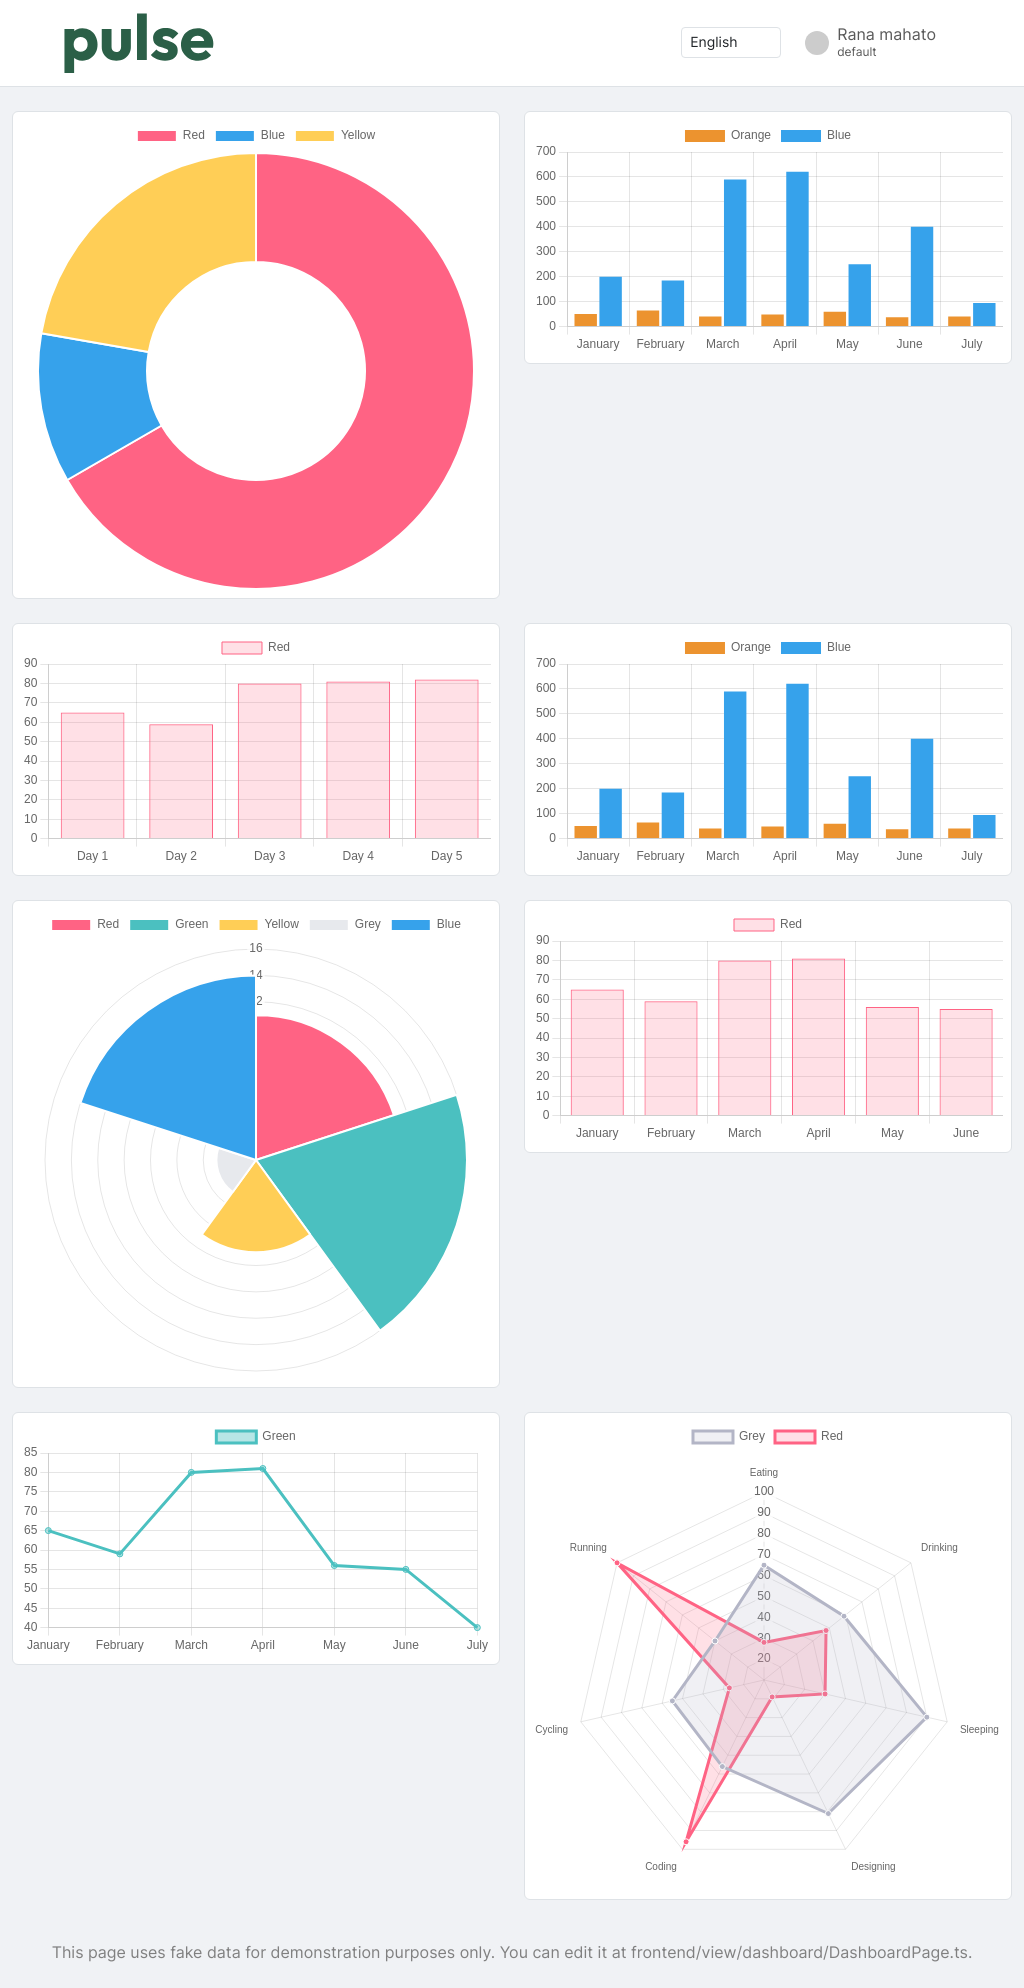 pulse
English
Rana mahato
default
Red Blue Yellow
Orange Blue
700
600
500
400
300
200
100
0
January February March April May June July
Red
90
80
70
60
50
40
30
20
10
0
Day 1 Day 2 Day 3 Day 4 Day 5
Orange Blue
700
600
500
400
300
200
100
0
January February March April May June July
Red Green Yellow Grey Blue
16
14
2
Red
90
80
70
60
50
40
30
20
10
0
January February March April May June
Green
85
80
75
70
65
60
55
50
45
40
January February March April May June July
Grey Red
Eating
100
90
80
70
60
50
40
30
20
Running
Drinking
Cycling
Sleeping
Coding
Designing
This page uses fake data for demonstration purposes only. You can edit it at frontend/view/dashboard/DashboardPage.ts.